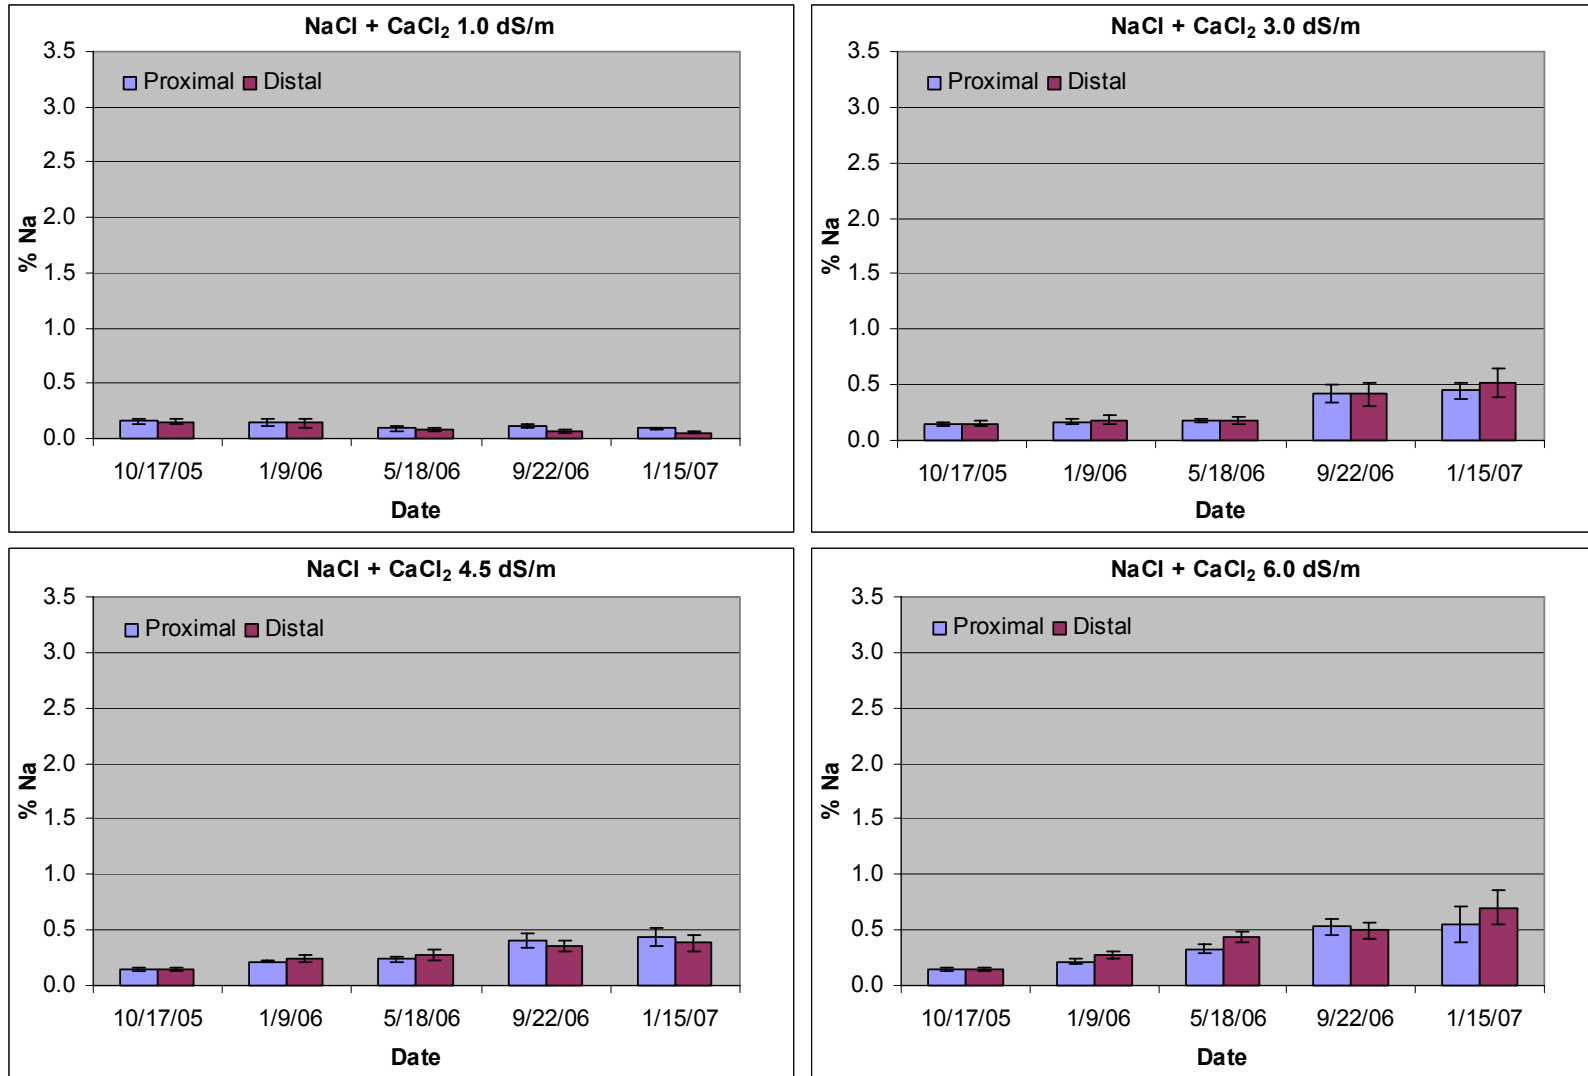 NaCl + CaCl₂ 1.0 dS/m
3.5
3.0
2.5
2.0
1.5
1.0
0.5
0.0
% Na
Proximal Distal
10/17/05 1/9/06 5/18/06 9/22/06 1/15/07
Date
NaCl + CaCl₂ 3.0 dS/m
3.5
3.0
2.5
2.0
1.5
1.0
0.5
0.0
% Na
Proximal Distal
10/17/05 1/9/06 5/18/06 9/22/06 1/15/07
Date
NaCl + CaCl₂ 4.5 dS/m
3.5
3.0
2.5
2.0
1.5
1.0
0.5
0.0
% Na
Proximal Distal
10/17/05 1/9/06 5/18/06 9/22/06 1/15/07
Date
NaCl + CaCl₂ 6.0 dS/m
3.5
3.0
2.5
2.0
1.5
1.0
0.5
0.0
% Na
Proximal Distal
10/17/05 1/9/06 5/18/06 9/22/06 1/15/07
Date